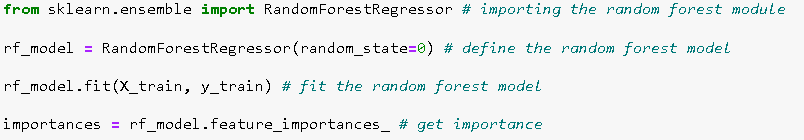 from sklearn.ensemble import RandomForestRegressor # importing the random forest module
rf_model = RandomForestRegressor(random_state=0) # define the random forest model
rf_model.fit(X_train, y_train) # fit the random forest model
importances = rf_model.feature_importances_ # get importance